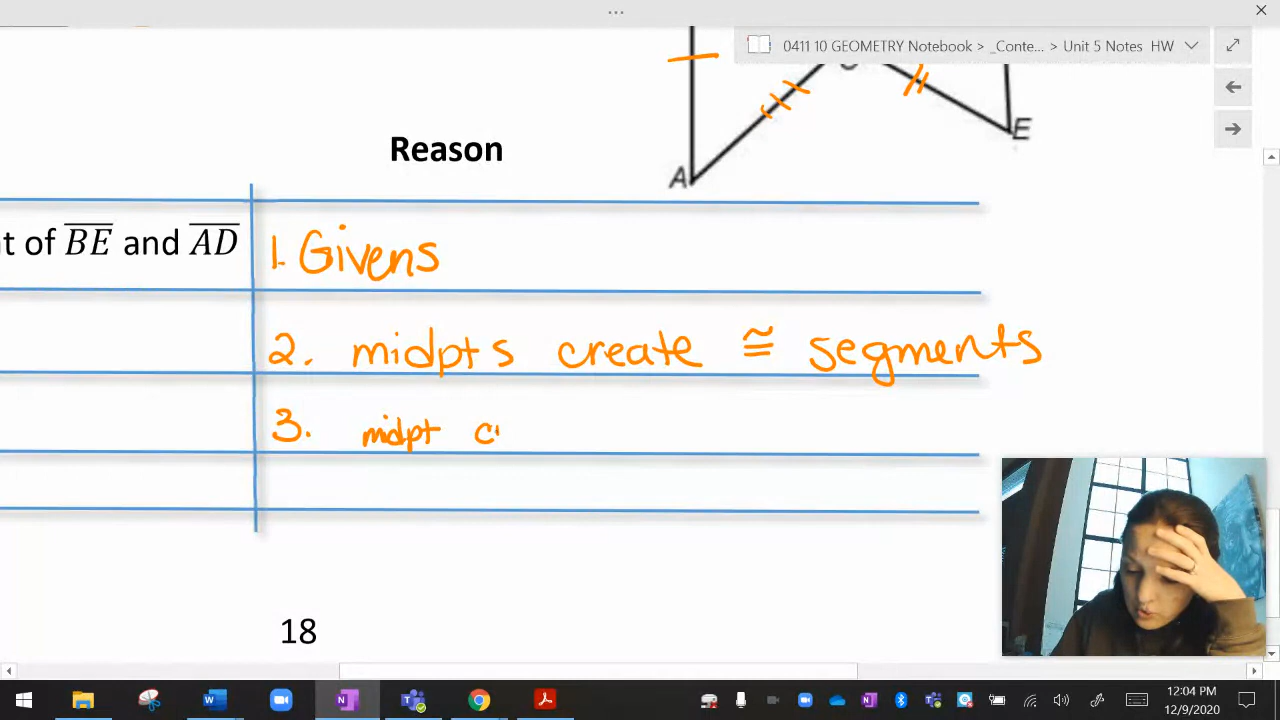 0411 10 GEOMETRY Notebook > _Conte... > Unit 5 Notes HW
E
A
Reason
t of BE and AD
1. Givens
2. midpts create ≅ segments
3. midpt c
18
12:04 PM
12/9/2020